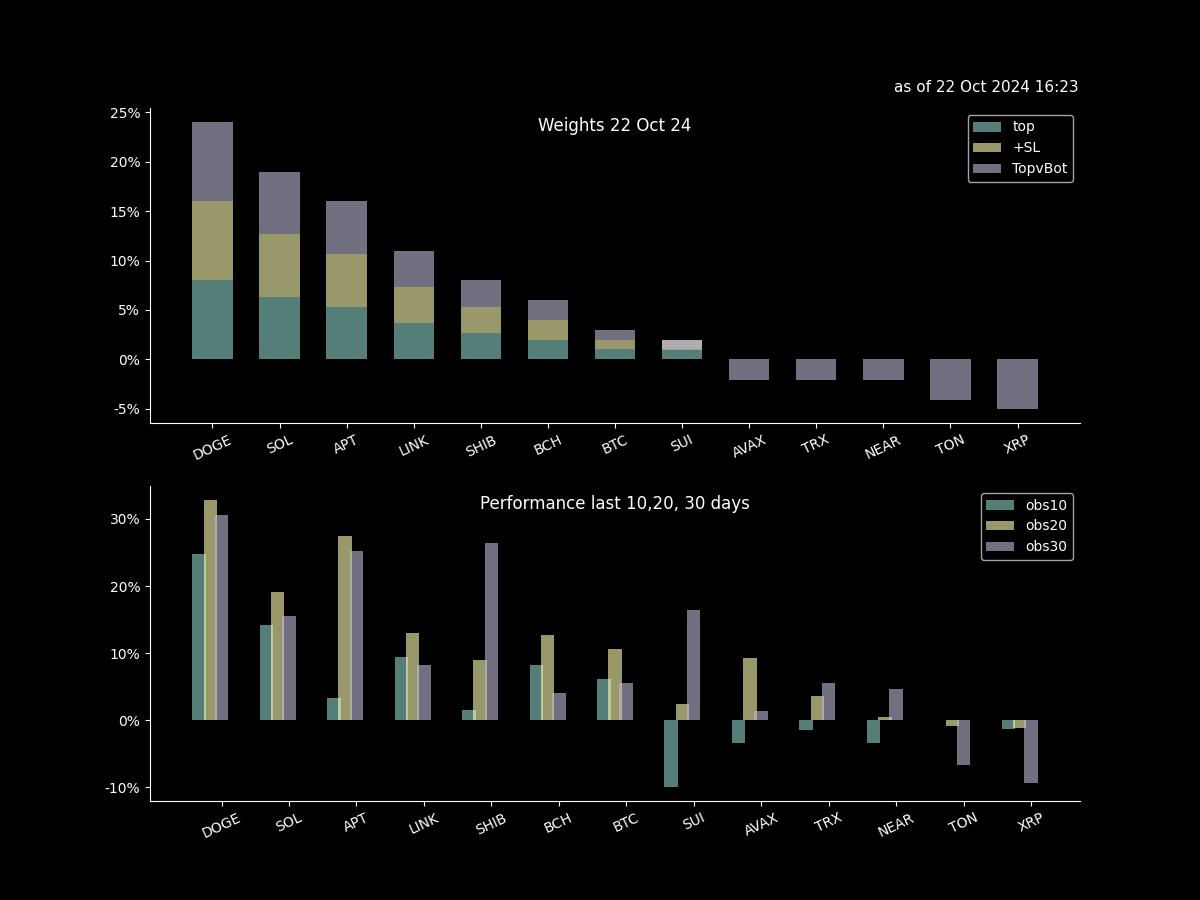 as of 22 Oct 2024 16:23
Weights 22 Oct 24
top
+SL
TopvBot
25%
20%
15%
10%
5%
0%
-5%
DOGE SOL APT LINK SHIB BCH BTC SUI AVAX TRX NEAR TON XRP
Performance last 10,20, 30 days
obs10
obs20
obs30
30%
20%
10%
0%
-10%
DOGE SOL APT LINK SHIB BCH BTC SUI AVAX TRX NEAR TON XRP